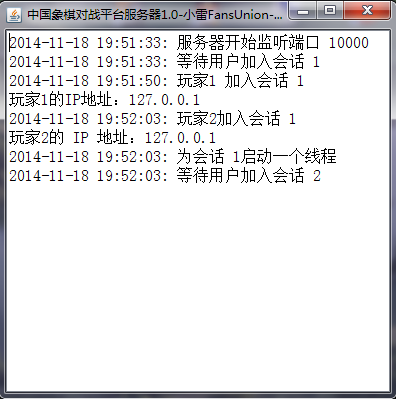 中国象棋对战平台服务器1.0-小雷FansUnion-...
2014-11-18 19:51:33: 服务器开始监听端口 10000
2014-11-18 19:51:33: 等待用户加入会话 1
2014-11-18 19:51:50: 玩家1 加入会话 1
玩家1的IP地址: 127.0.0.1
2014-11-18 19:52:03: 玩家2加入会话 1
玩家2的 IP 地址: 127.0.0.1
2014-11-18 19:52:03: 为会话 1启动一个线程
2014-11-18 19:52:03: 等待用户加入会话 2